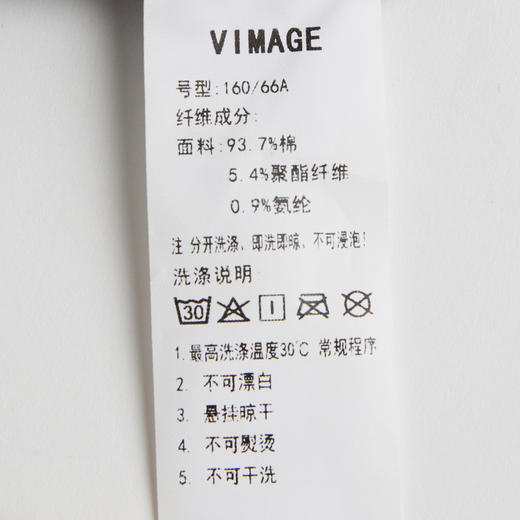 VIMAGE
号型:160/66A
纤维成分:
面料:93.7%棉
5.4%聚酯纤维
0.9%氨纶
注 分开洗涤、即洗即晾、不可浸泡!
洗涤说明:
30
1.最高洗涤温度30℃ 常规程序
2. 不可漂白
3. 悬挂晾干
4. 不可熨烫
5. 不可干洗